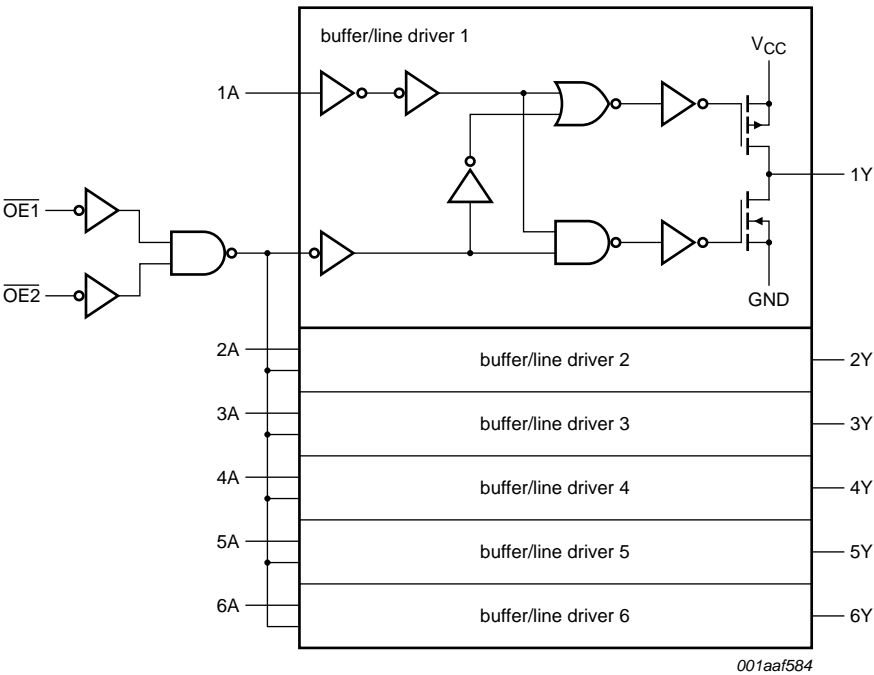 buffer/line driver 1
VCC
1A
1Y
OE1
OE2
GND
2A
buffer/line driver 2
2Y
3A
buffer/line driver 3
3Y
4A
buffer/line driver 4
4Y
5A
buffer/line driver 5
5Y
6A
buffer/line driver 6
6Y
001aaf584